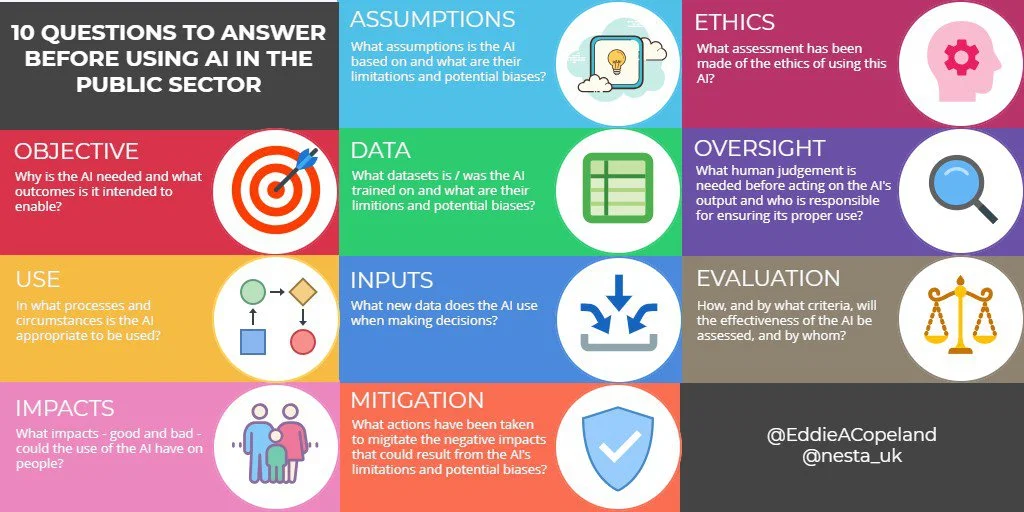 10 QUESTIONS TO ANSWER
BEFORE USING AI IN THE
PUBLIC SECTOR
OBJECTIVE
Why is the AI needed and what
outcomes is it intended to
enable?
USE
In what processes and
circumstances is the AI
appropriate to be used?
IMPACTS
What impacts - good and bad -
could the use of the AI have on
people?
ASSUMPTIONS
What assumptions is the AI
based on and what are their
limitations and potential biases?
DATA
What datasets is / was the AI
trained on and what are their
limitions and potential biases?
INPUTS
What new data does the AI use
when making decisions?
MITIGATION
What actions have been taken
to migitate the negative impacts
that could result from the AI's
limitations and potential biases?
ETHICS
What assessment has been
made of the ethics of using this
AI?
OVERSIGHT
What human judgement is
needed before acting on the AI's
output and who is responsible
for ensuring its proper use?
EVALUATION
How, and by what criteria, will
the effectiveness of the AI be
assessed, and by whom?
@EddieACopeland
@nesta_uk